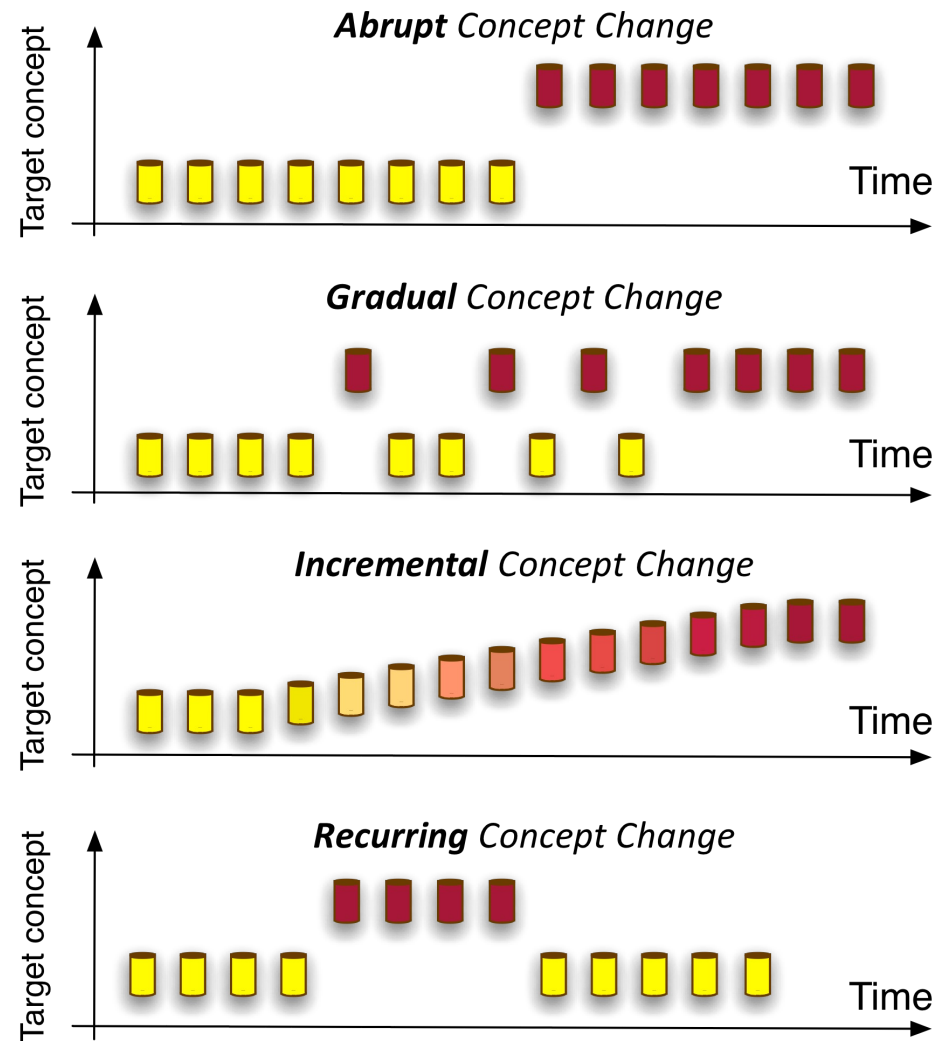 Abrupt Concept Change
Target concept
Time
Gradual Concept Change
Target concept
Time
Incremental Concept Change
Target concept
Time
Recurring Concept Change
Target concept
Time